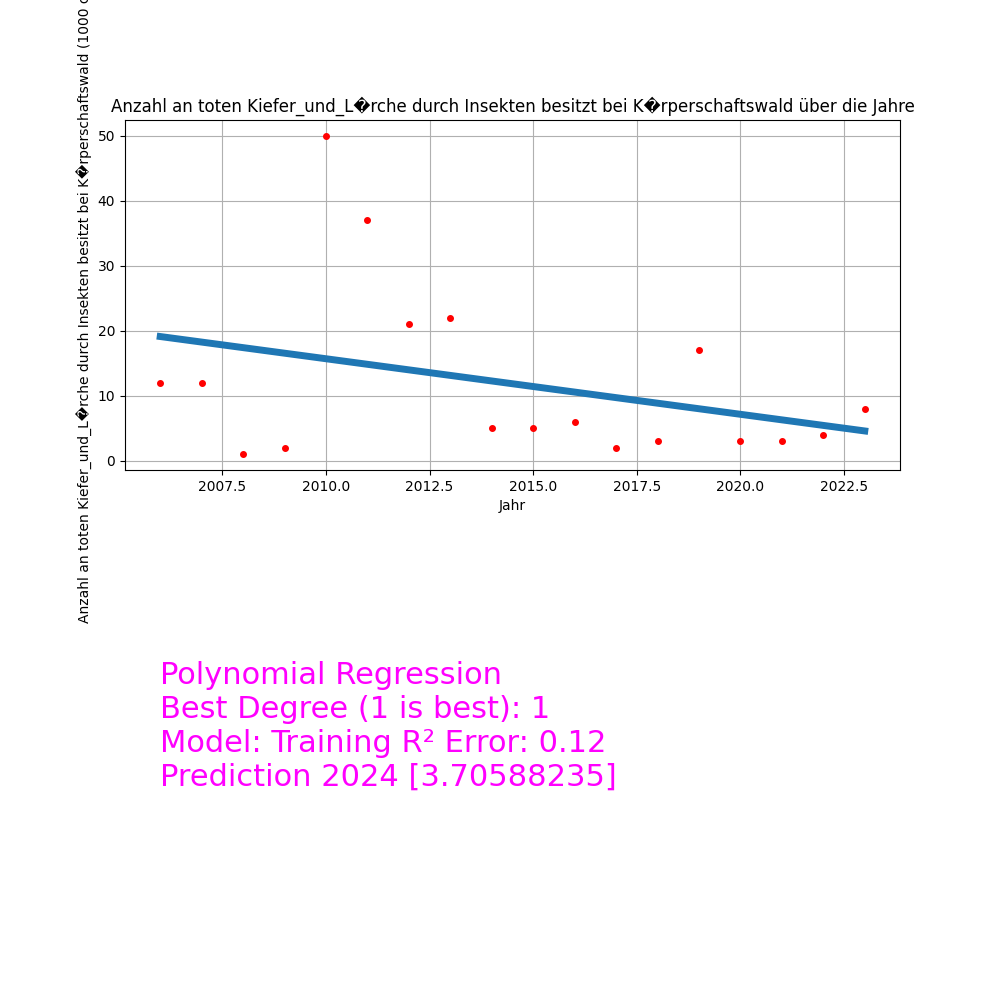 Anzahl an toten Kiefer_und_L�rche durch Insekten besitzt bei K�rperschaftswald über die Jahre
Anzahl an toten Kiefer_und_L�rche durch Insekten besitzt bei K�rperschaftswald (1000
50
40
30
20
10
0
2007.5 2010.0 2012.5 2015.0 2017.5 2020.0 2022.5
Jahr
Polynomial Regression
Best Degree (1 is best): 1
Model: Training R² Error: 0.12
Prediction 2024 [3.70588235]